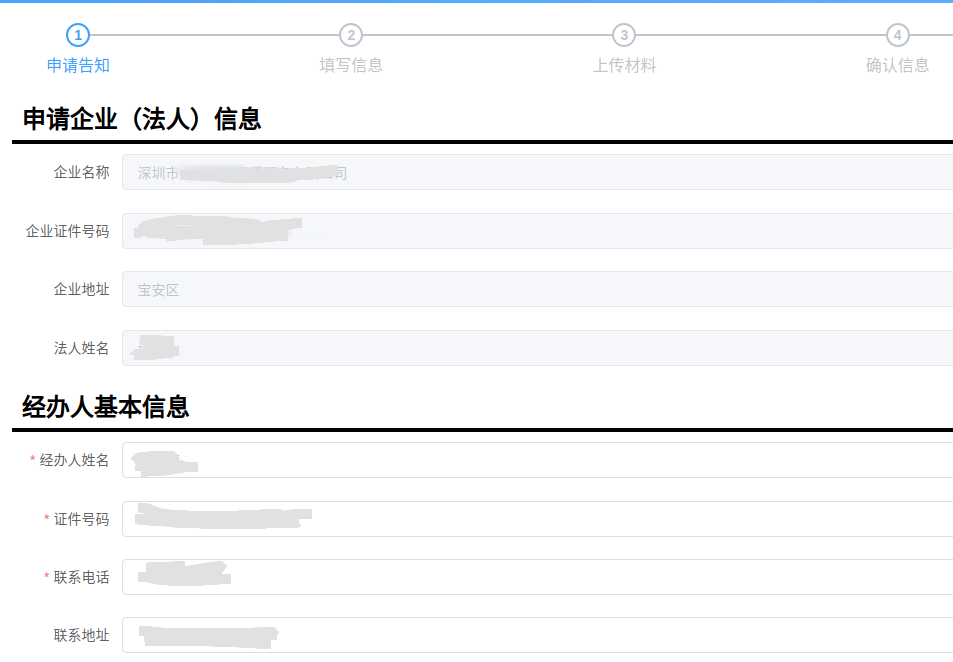 1 2 3 4
申请告知 填写信息 上传材料 确认信息
申请企业（法人）信息
企业名称 深圳市 司
企业证件号码
企业地址 宝安区
法人姓名
经办人基本信息
* 经办人姓名
* 证件号码
* 联系电话
联系地址